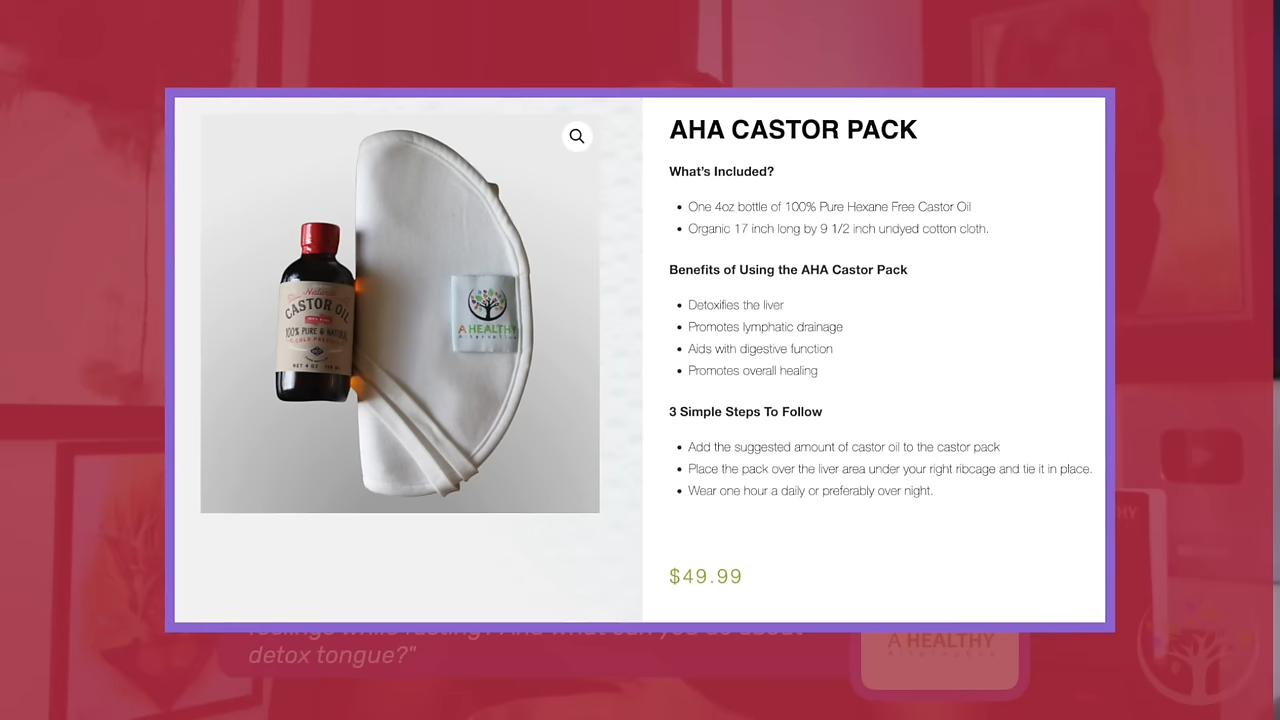 AHA CASTOR PACK
What's Included?
One 4oz bottle of 100% Pure Hexane Free Castor Oil
Organic 17 inch long by 9 1/2 inch undyed cotton cloth.
Benefits of Using the AHA Castor Pack
Detoxifies the liver
Promotes lymphatic drainage
Aids with digestive function
Promotes overall healing
3 Simple Steps To Follow
Add the suggested amount of castor oil to the castor pack
Place the pack over the liver area under your right ribcage and tie it in place.
Wear one hour a daily or preferably over night.
$49.99
Natural
CASTOR OIL
100% PURE & NATURAL
COLD PRESSED
NET 4 OZ
A HEALTHY
Alternative
detox tongue?"
A HEALTHY
Alternative